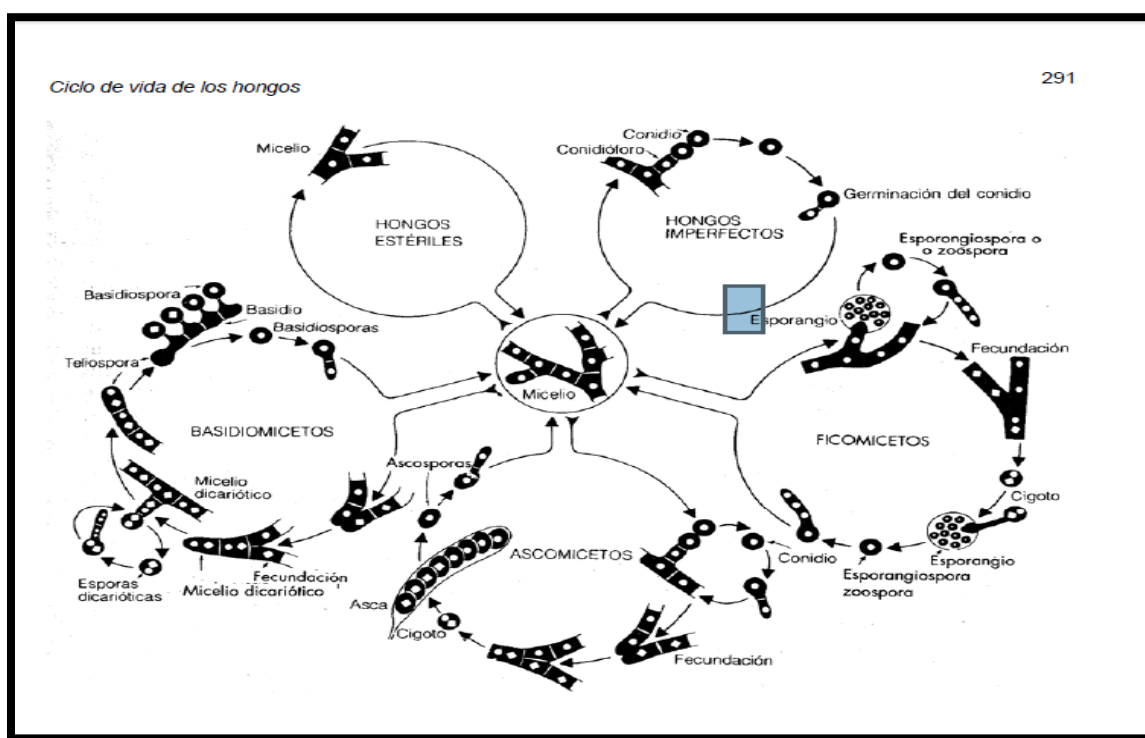 Ciclo de vida de los hongos
291
Micelio
HONGOS
ESTÉRILES
Conidio
Conidióforo
Germinación del conidio
HONGOS
IMPERFECTOS
Esporangiospora o
o zoóspora
Esporangio
Fecundación
FICOMICETOS
Cigoto
Esporangio
Esporangiospora
zoospora
Basidiospora
Basidio
Basidiosporas
Teliospora
BASIDIOMICETOS
Micelio
dicariótico
Esporas
dicarióticas
Fecundación
Micelio dicariótico
Micelio
Ascosporas
ASCOMICETOS
Conidio
Asca
Cigoto
Fecundación